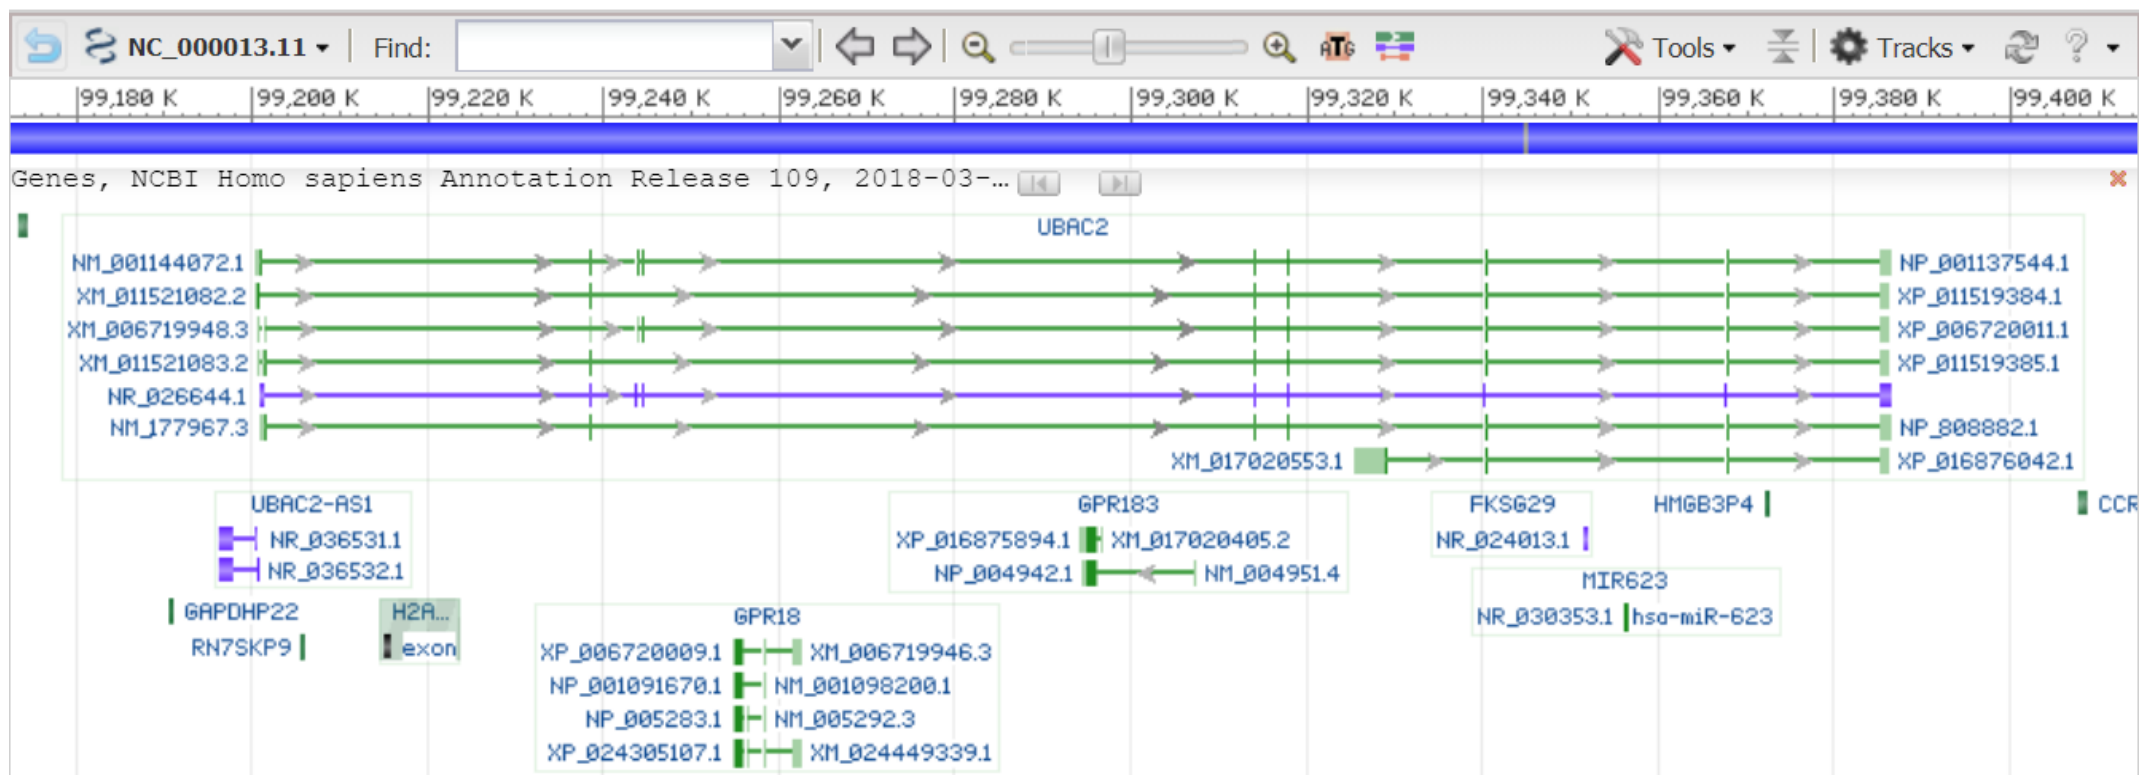 NC_000013.11 Find: ATG Tools Tracks ?
99,180 K 99,200 K 99,220 K 99,240 K 99,260 K 99,280 K 99,300 K 99,320 K 99,340 K 99,360 K 99,380 K 99,400 K
Genes, NCBI Homo sapiens Annotation Release 109, 2018-03-…
UBAC2
NM_001144072.1 NP_001137544.1
XM_011521082.2 XP_011519384.1
XM_006719948.3 XP_006720011.1
XM_011521083.2 XP_011519385.1
NR_026644.1
NM_177967.3 NP_808882.1
XM_017020553.1 XP_016876042.1
UBAC2-AS1 GPR183 FKSG29 HMGB3P4 CCR
NR_036531.1 XP_016875894.1 XM_017020405.2 NR_024013.1
NR_036532.1 NP_004942.1 NM_004951.4
MIR623
GAPDHP22 H2A... GPR18 NR_030353.1 hsa-miR-623
RN7SKP9 exon XP_006720009.1 XM_006719946.3
NP_001091670.1 NM_001098200.1
NP_005283.1 NM_005292.3
XP_024305107.1 XM_024449339.1